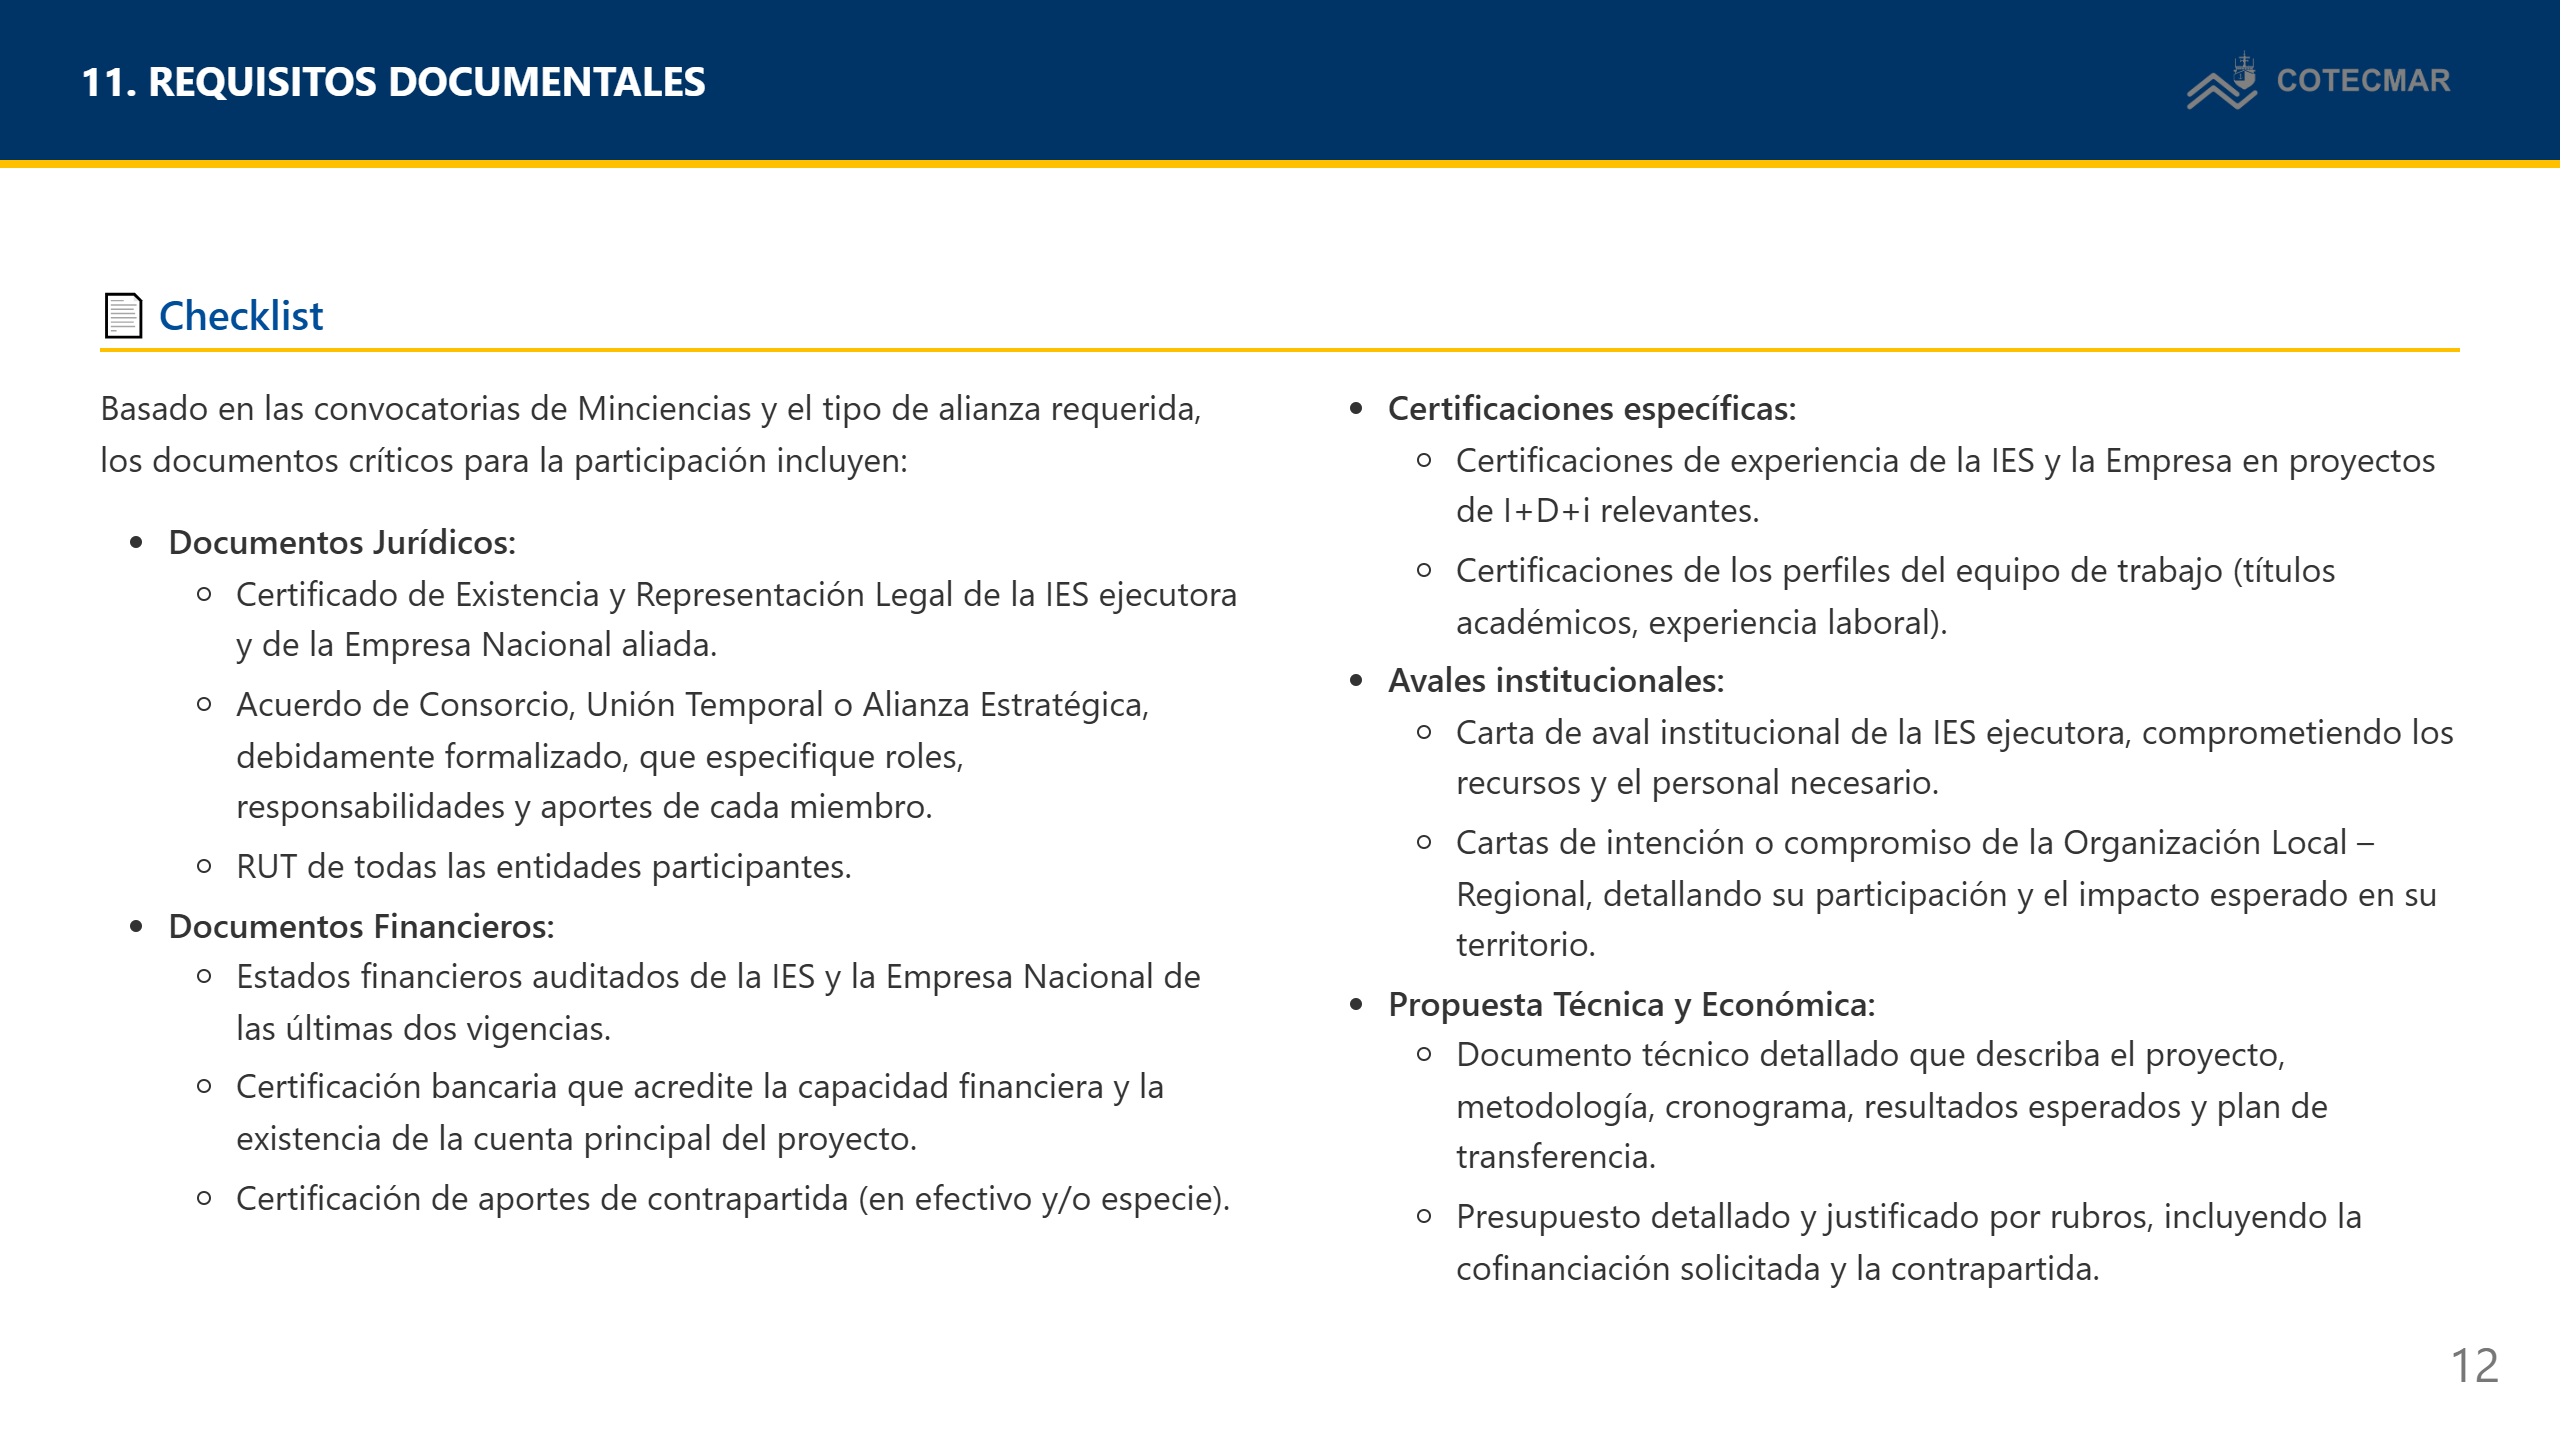 11. REQUISITOS DOCUMENTALES
COTECMAR
Checklist
Basado en las convocatorias de Minciencias y el tipo de alianza requerida,
los documentos críticos para la participación incluyen:
• Documentos Jurídicos:
○ Certificado de Existencia y Representación Legal de la IES ejecutora
y de la Empresa Nacional aliada.
○ Acuerdo de Consorcio, Unión Temporal o Alianza Estratégica,
debidamente formalizado, que especifique roles,
responsabilidades y aportes de cada miembro.
○ RUT de todas las entidades participantes.
• Documentos Financieros:
○ Estados financieros auditados de la IES y la Empresa Nacional de
las últimas dos vigencias.
○ Certificación bancaria que acredite la capacidad financiera y la
existencia de la cuenta principal del proyecto.
○ Certificación de aportes de contrapartida (en efectivo y/o especie).
• Certificaciones específicas:
○ Certificaciones de experiencia de la IES y la Empresa en proyectos
de I+D+i relevantes.
○ Certificaciones de los perfiles del equipo de trabajo (títulos
académicos, experiencia laboral).
• Avales institucionales:
○ Carta de aval institucional de la IES ejecutora, comprometiendo los
recursos y el personal necesario.
○ Cartas de intención o compromiso de la Organización Local –
Regional, detallando su participación y el impacto esperado en su
territorio.
• Propuesta Técnica y Económica:
○ Documento técnico detallado que describa el proyecto,
metodología, cronograma, resultados esperados y plan de
transferencia.
○ Presupuesto detallado y justificado por rubros, incluyendo la
cofinanciación solicitada y la contrapartida.
12